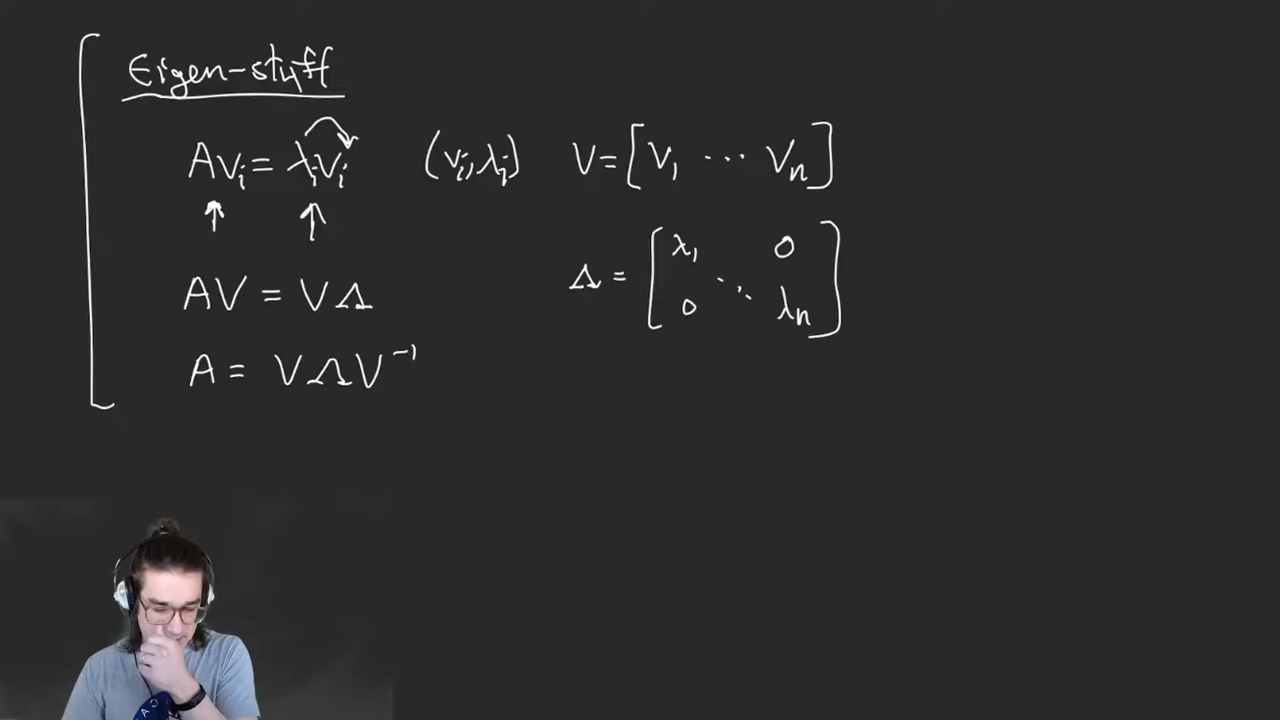 Eigen-stuff
Avᵢ = λᵢvᵢ (vᵢ, λᵢ) V = [v₁ ⋯ vₙ]
AV = VΛ Λ = [λ₁ 0
0 ⋱ λₙ]
A = VΛV⁻¹